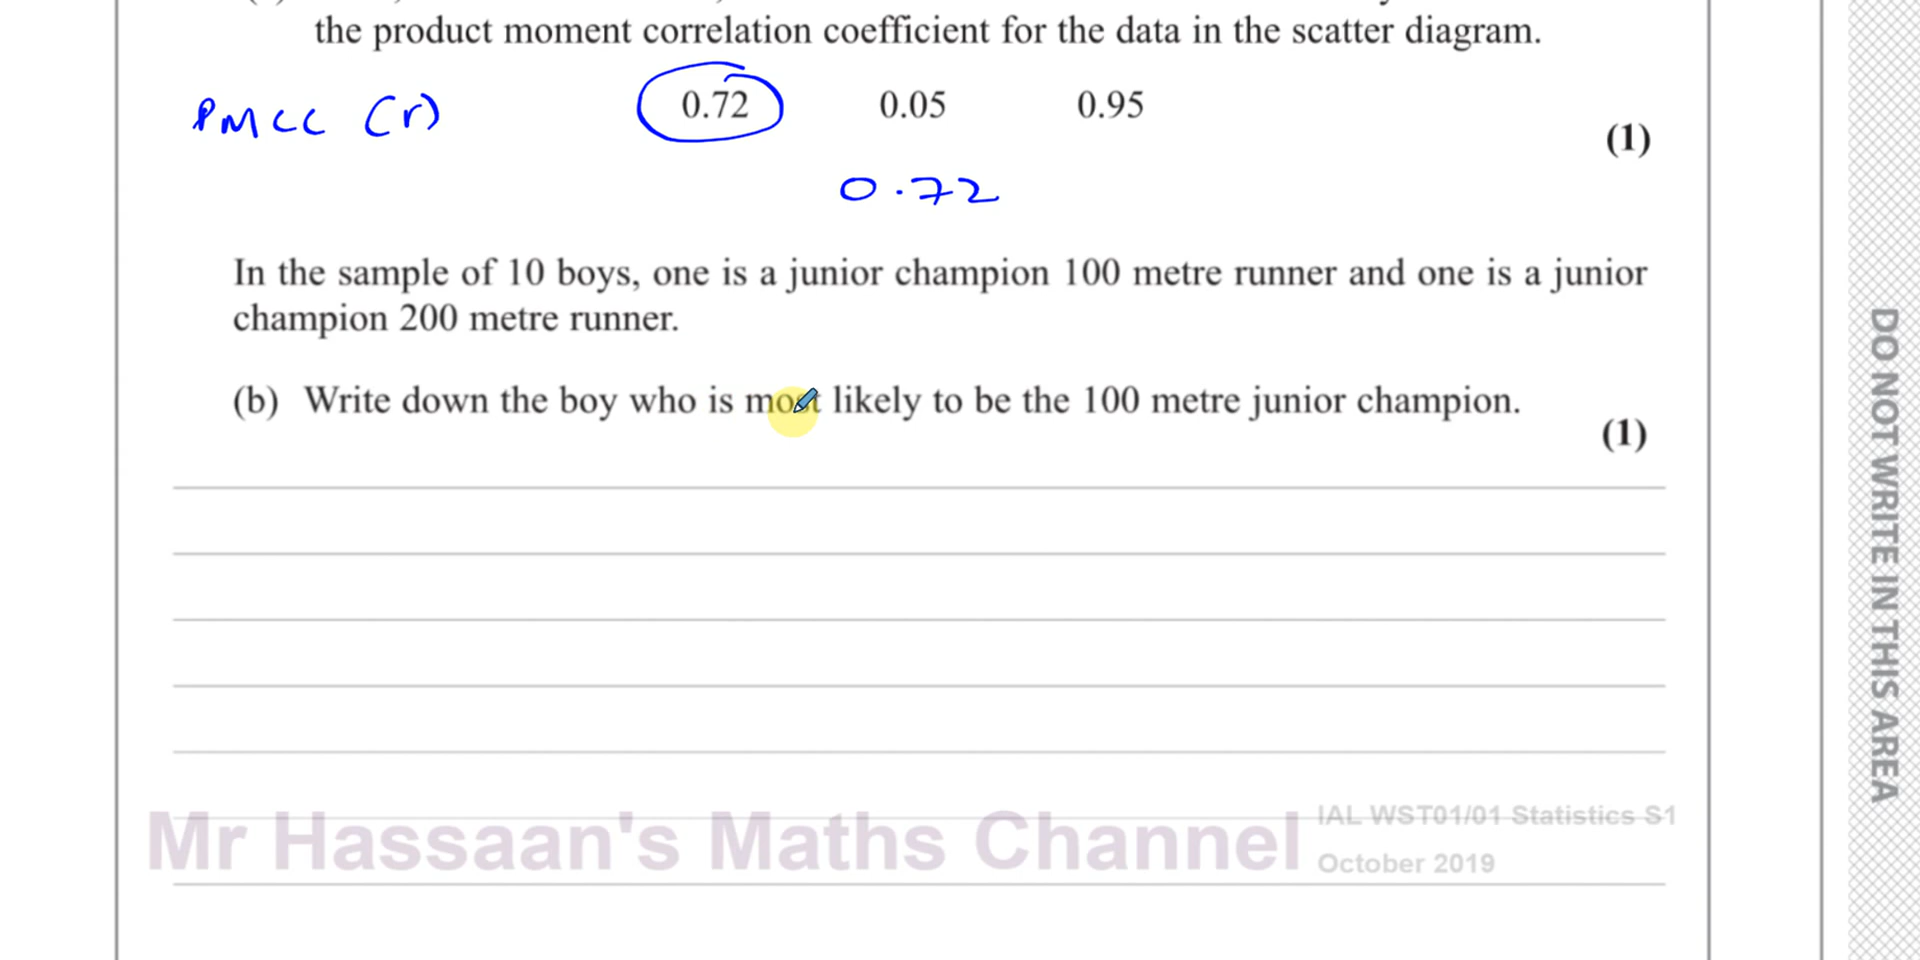 the product moment correlation coefficient for the data in the scatter diagram.
PMCC (r) 0.72 0.05 0.95
(1)
0.72
In the sample of 10 boys, one is a junior champion 100 metre runner and one is a junior
champion 200 metre runner.
(b) Write down the boy who is most likely to be the 100 metre junior champion.
(1)
Mr Hassaan's Maths Channel
IAL WST01/01 Statistics S1
October 2019
DO NOT WRITE IN THIS AREA